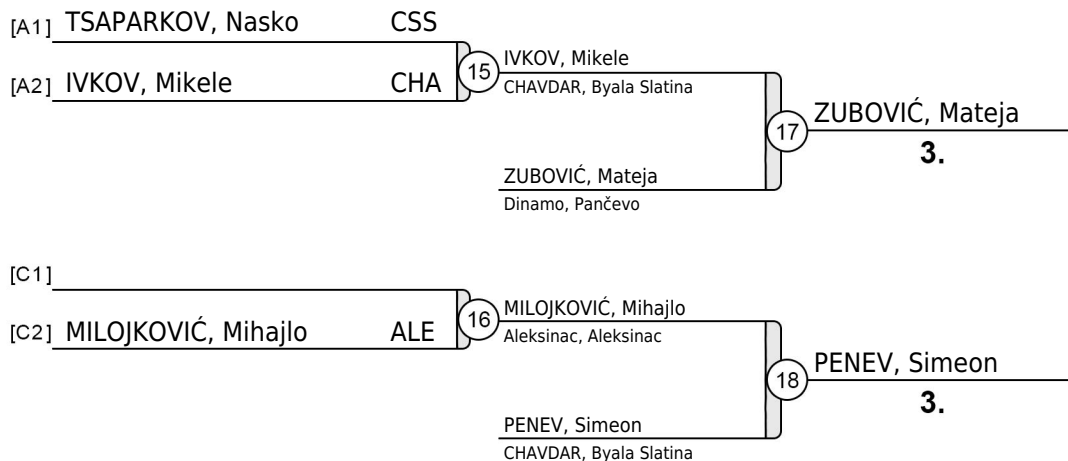 [A1] TSAPARKOV, Nasko CSS
[A2] IVKOV, Mikele CHA
15
IVKOV, Mikele
CHAVDAR, Byala Slatina
ZUBOVIĆ, Mateja
Dinamo, Pančevo
17
ZUBOVIĆ, Mateja
3.
[C1]
[C2] MILOJKOVIĆ, Mihajlo ALE
16
MILOJKOVIĆ, Mihajlo
Aleksinac, Aleksinac
PENEV, Simeon
CHAVDAR, Byala Slatina
18
PENEV, Simeon
3.